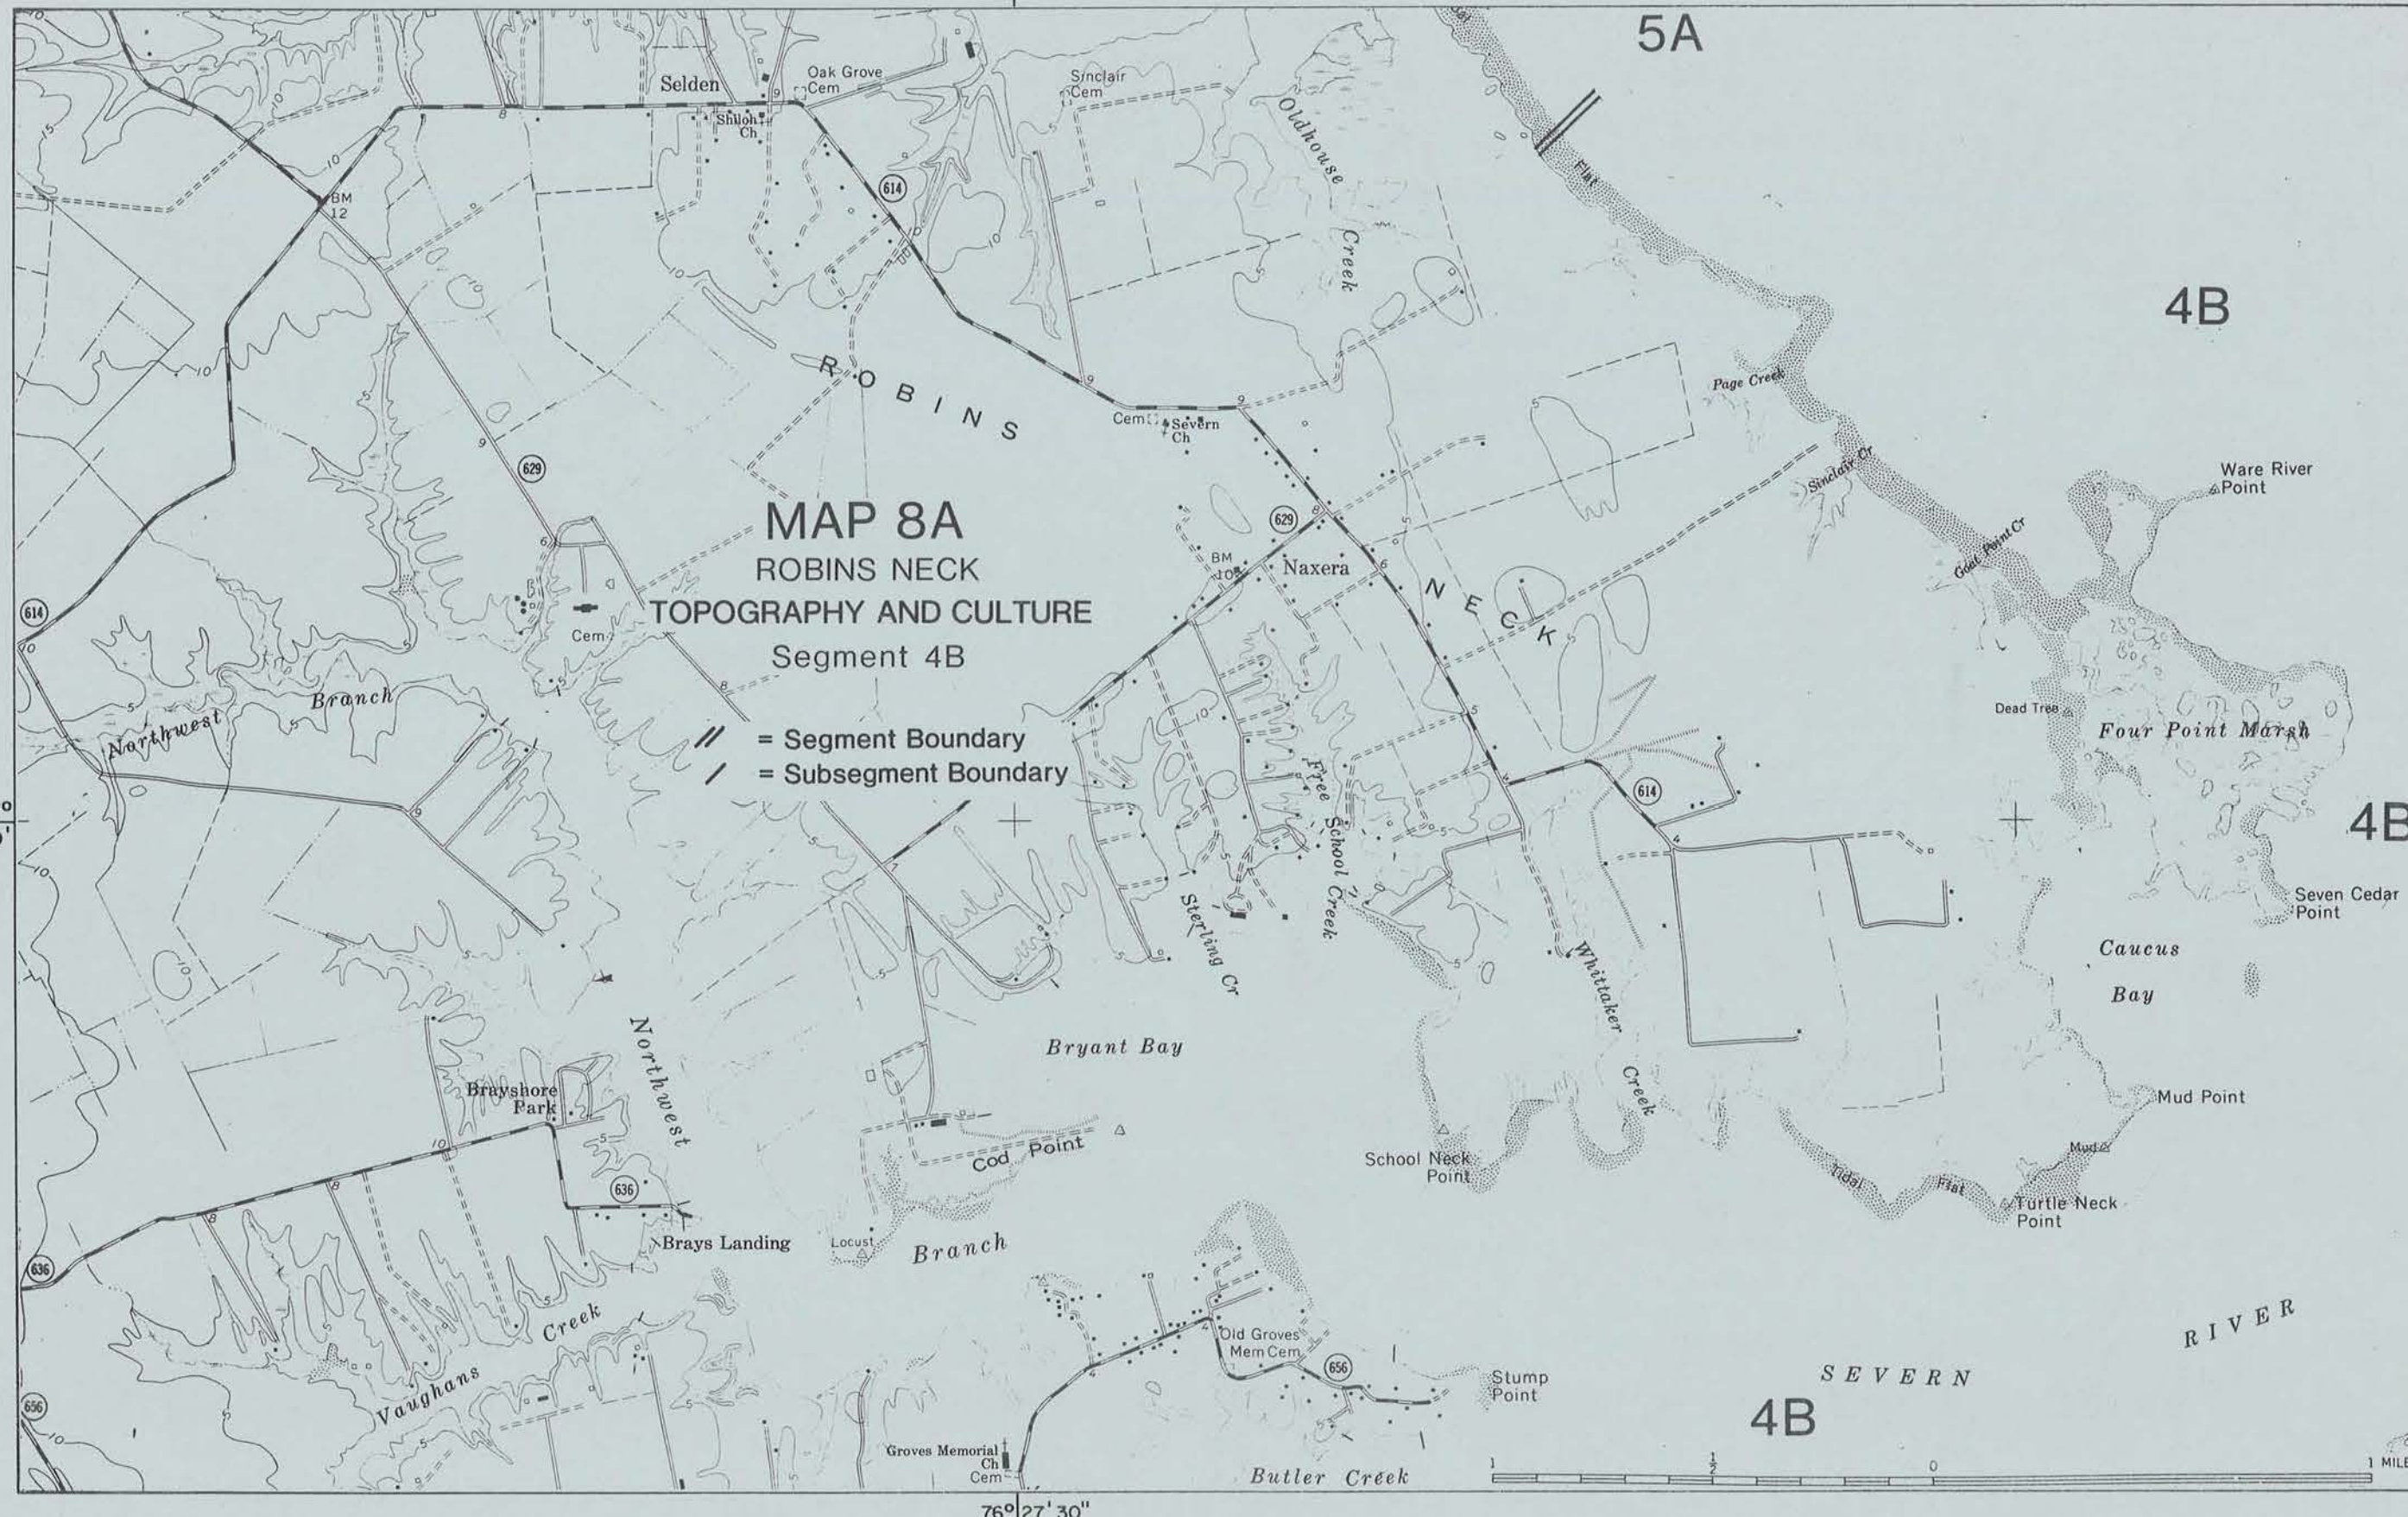 5A
Selden
Oak Grove
Cem
Sinclair
Cem
Shiloh
Ch
Oldhouse
Creek
Flat
614
BM
12
4B
ROBINS
Page Creek
Cem
Severn
Ch
629
Sinclair Cr
Ware River
Point
MAP 8A
ROBINS NECK
TOPOGRAPHY AND CULTURE
Segment 4B
629
BM
10
Naxera
NECK
Goat Point Cr
614
Cem
Northwest
Branch
Dead Tree
Four Point Marsh
// = Segment Boundary
/ = Subsegment Boundary
Free
School Creek
614
4B
Seven Cedar
Point
Sterling Cr
Whittaker
Creek
Caucus
Bay
Northwest
Bryant Bay
Brayshore
Park
Mud Point
Cod Point
School Neck
Point
Mud
Tidal
Flat
Turtle Neck
Point
636
Brays Landing
Locust
Branch
636
Creek
Vaughans
Old Groves
Mem Cem
656
Stump
Point
SEVERN
RIVER
4B
656
Groves Memorial
Ch
Cem
Butler Creek
1
½
0
1 MILE
76° 27' 30"